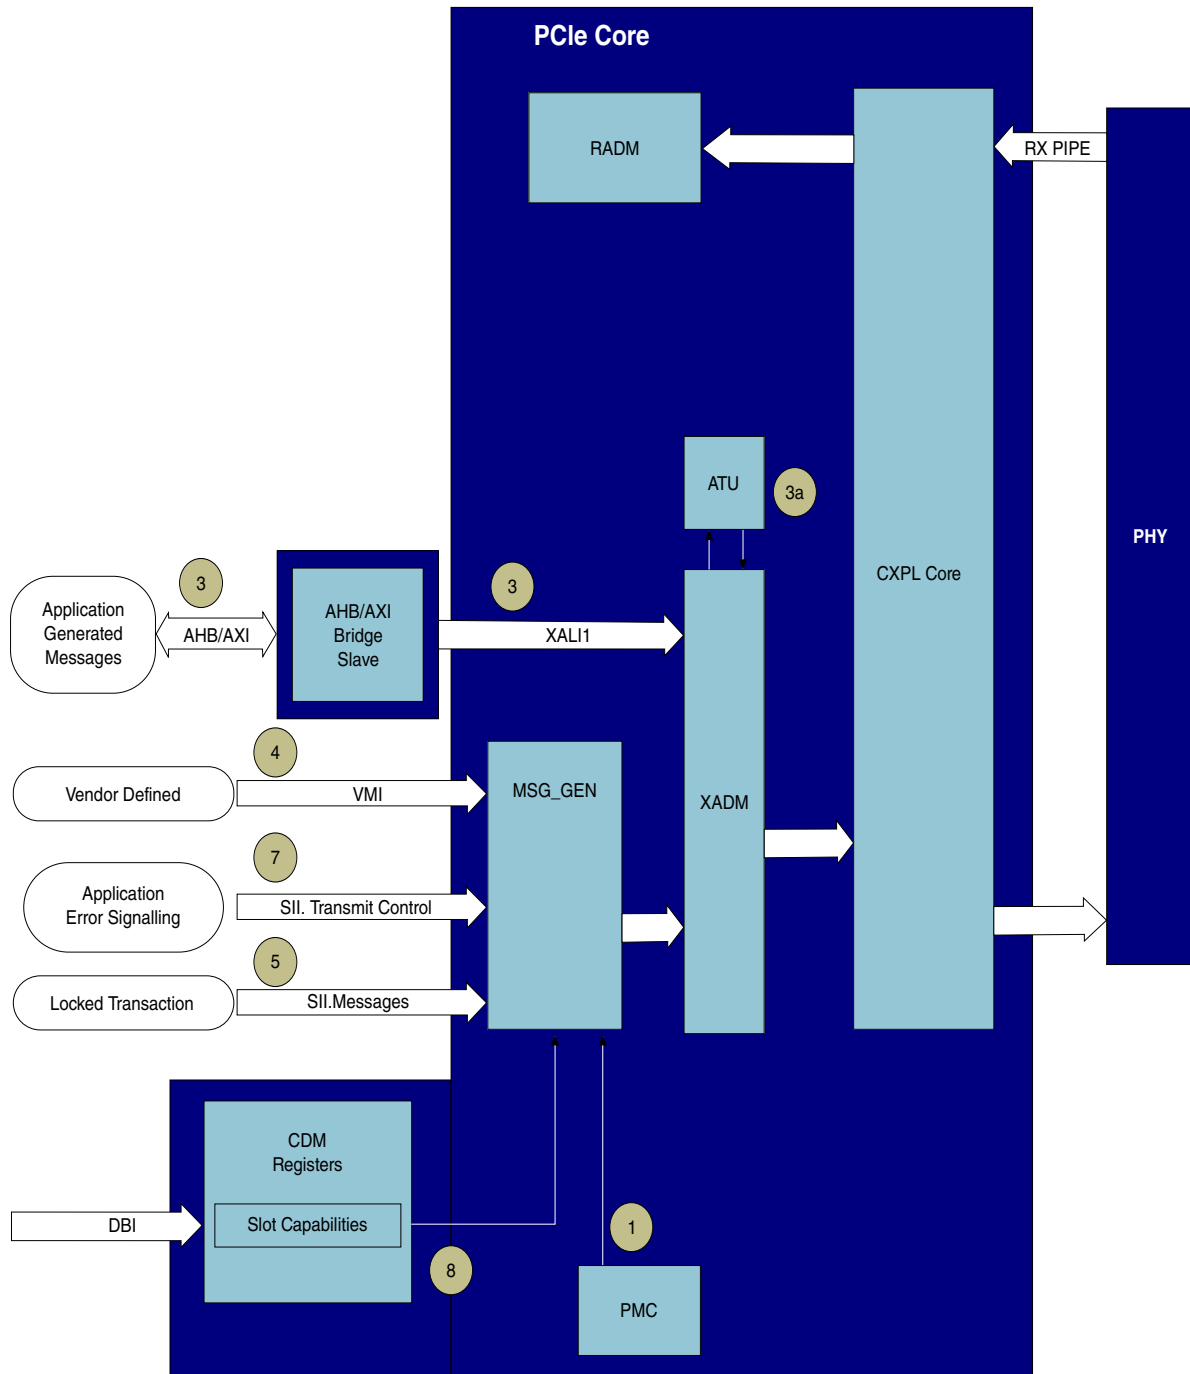 PCIe Core
RADM
RX PIPE
ATU
3a
PHY
CXPL Core
3
3
Application
Generated
Messages
AHB/AXI
AHB/AXI
Bridge
Slave
XALI1
4
Vendor Defined
VMI
MSG_GEN
XADM
7
Application
Error Signalling
SII. Transmit Control
5
Locked Transaction
SII.Messages
CDM
Registers
Slot Capabilities
DBI
1
8
PMC